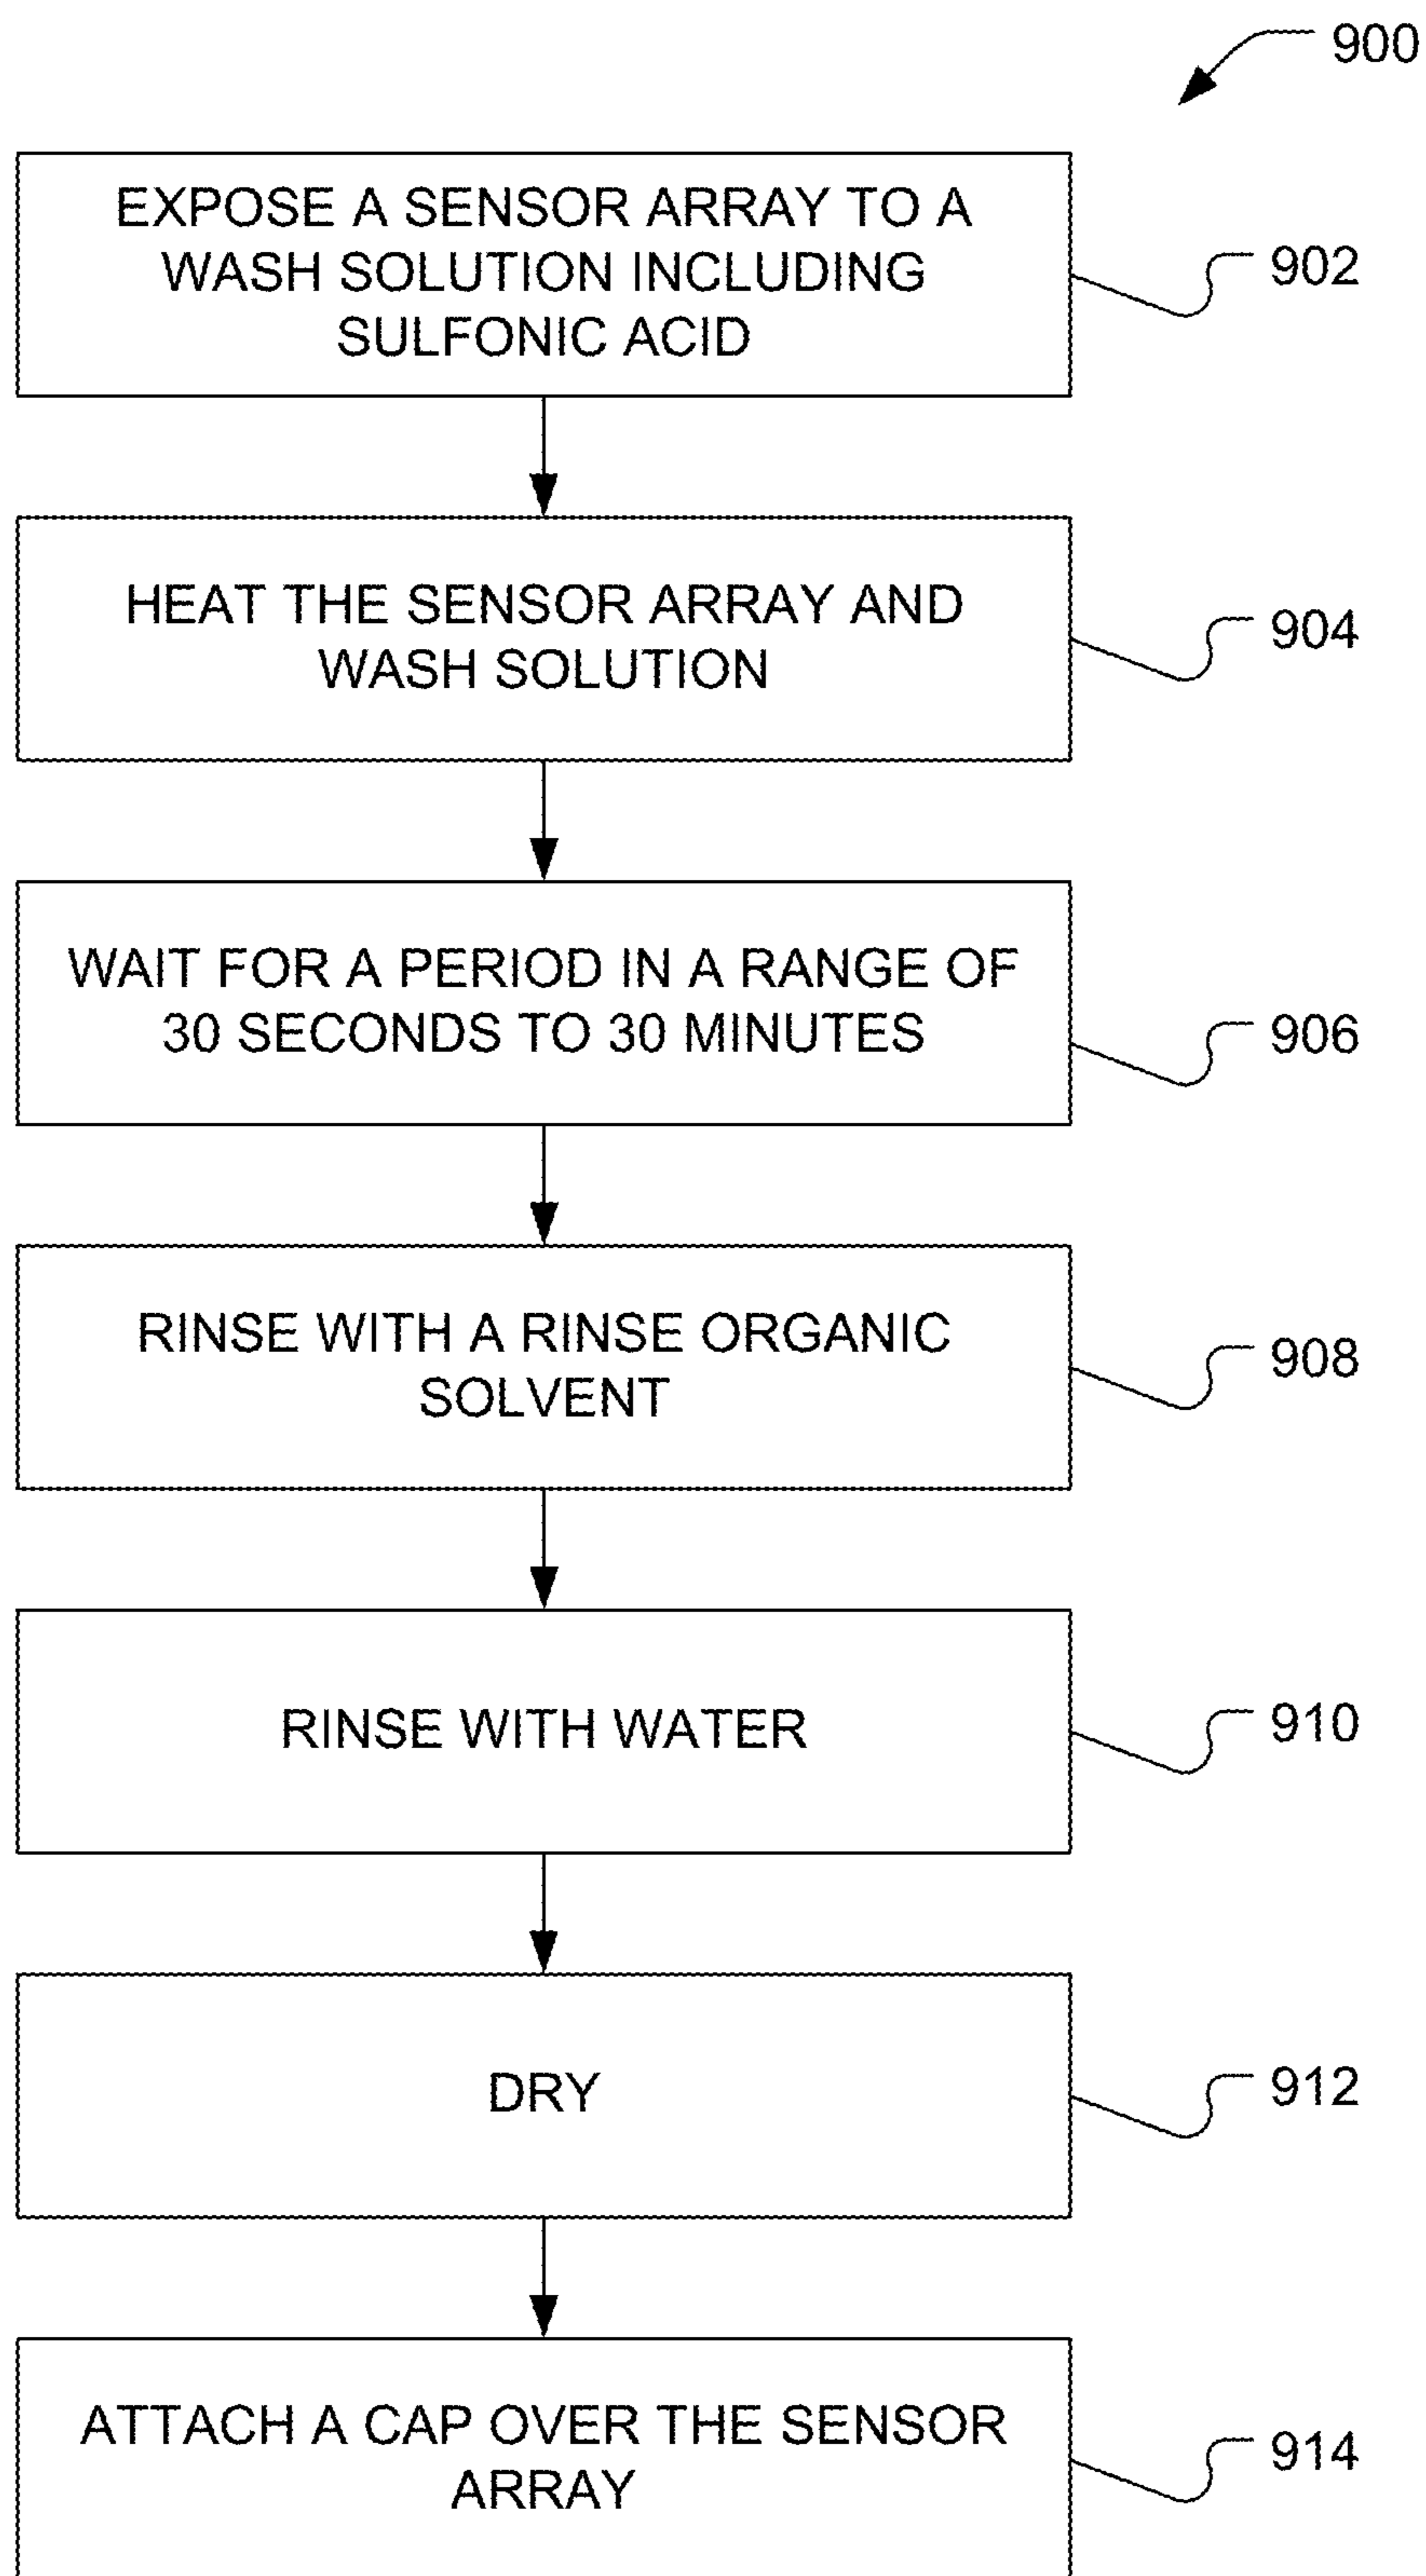 900
EXPOSE A SENSOR ARRAY TO A
WASH SOLUTION INCLUDING
SULFONIC ACID
902
HEAT THE SENSOR ARRAY AND
WASH SOLUTION
904
WAIT FOR A PERIOD IN A RANGE OF
30 SECONDS TO 30 MINUTES
906
RINSE WITH A RINSE ORGANIC
SOLVENT
908
RINSE WITH WATER
910
DRY
912
ATTACH A CAP OVER THE SENSOR
ARRAY
914